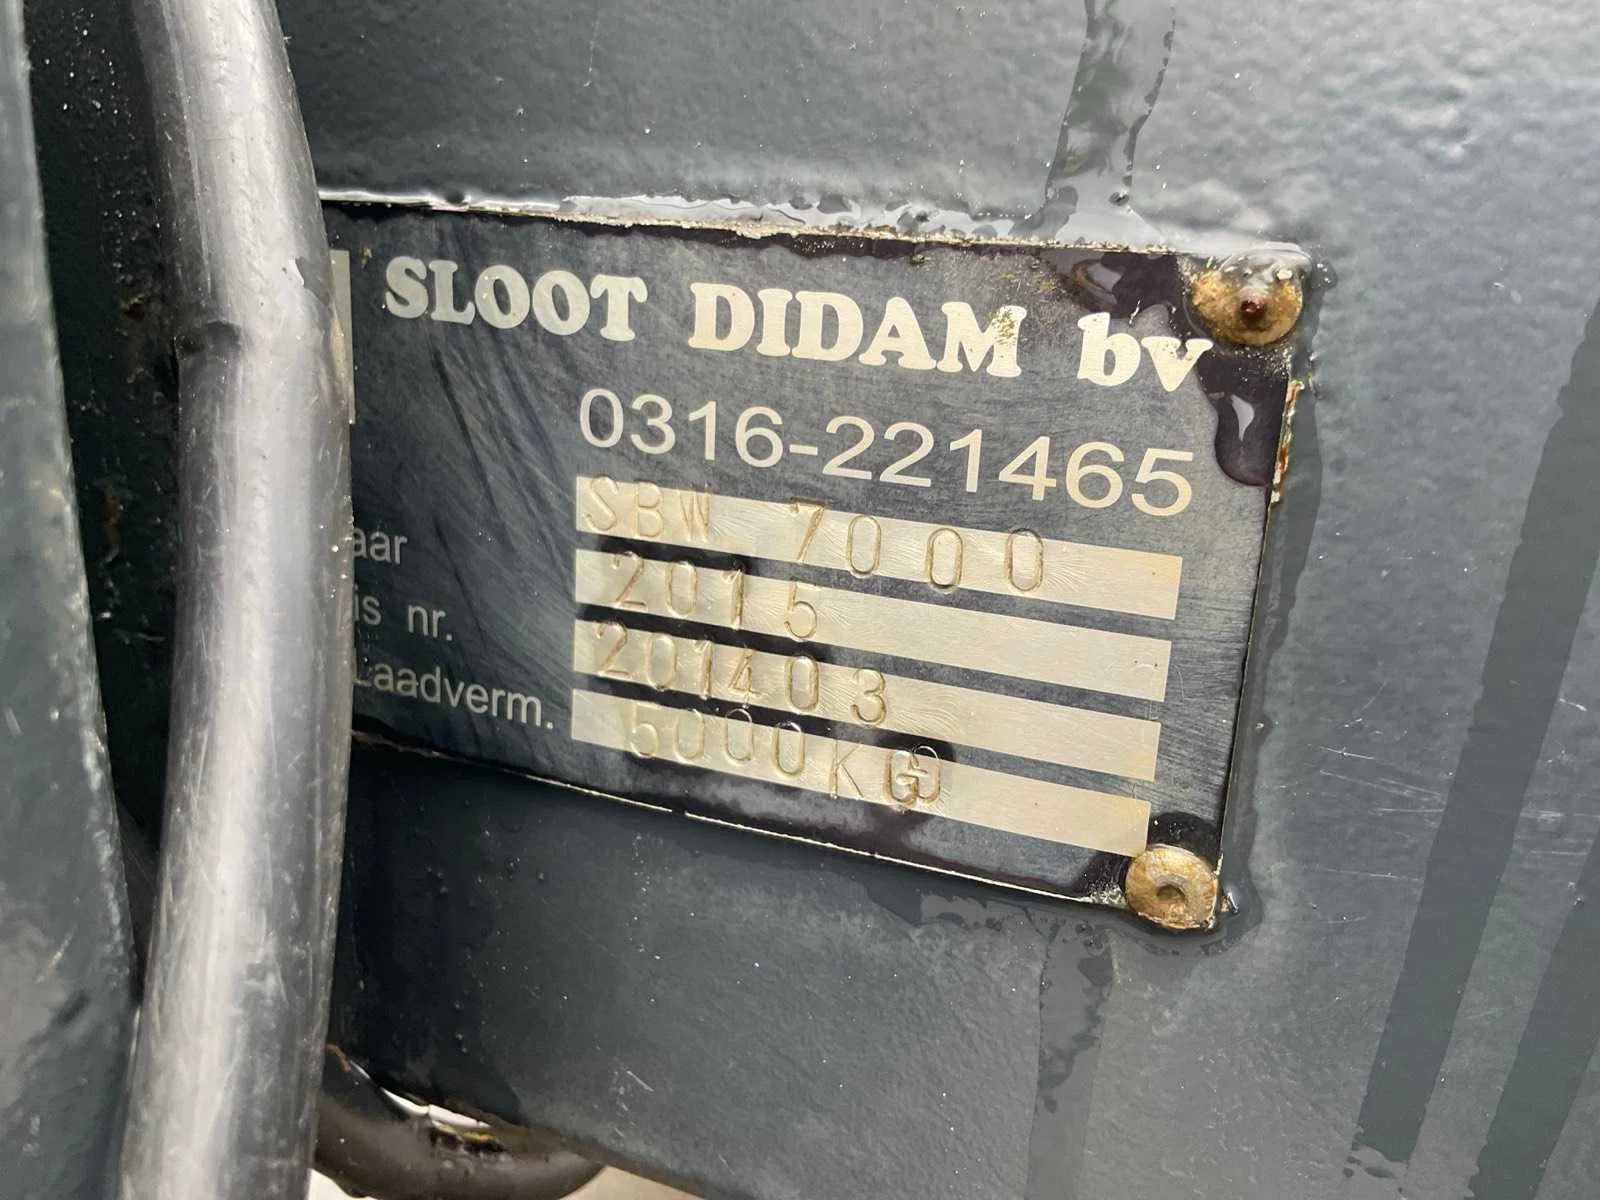 SLOOT DIDAM bv
0316-221465
SBW 7000
aar 2015
is nr. 201403
Laadverm. 5000KG